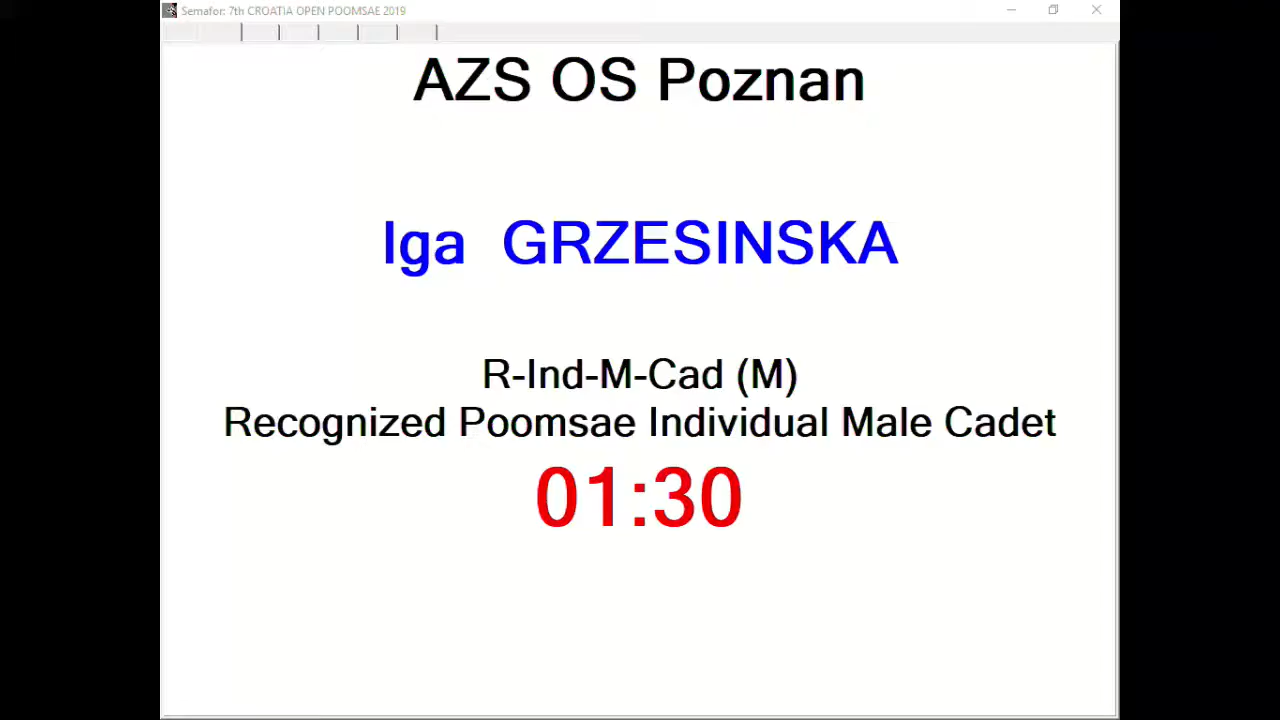 Semafor: 7th CROATIA OPEN POOMSAE 2019
AZS OS Poznan
Iga GRZESINSKA
R-Ind-M-Cad (M)
Recognized Poomsae Individual Male Cadet
01:30